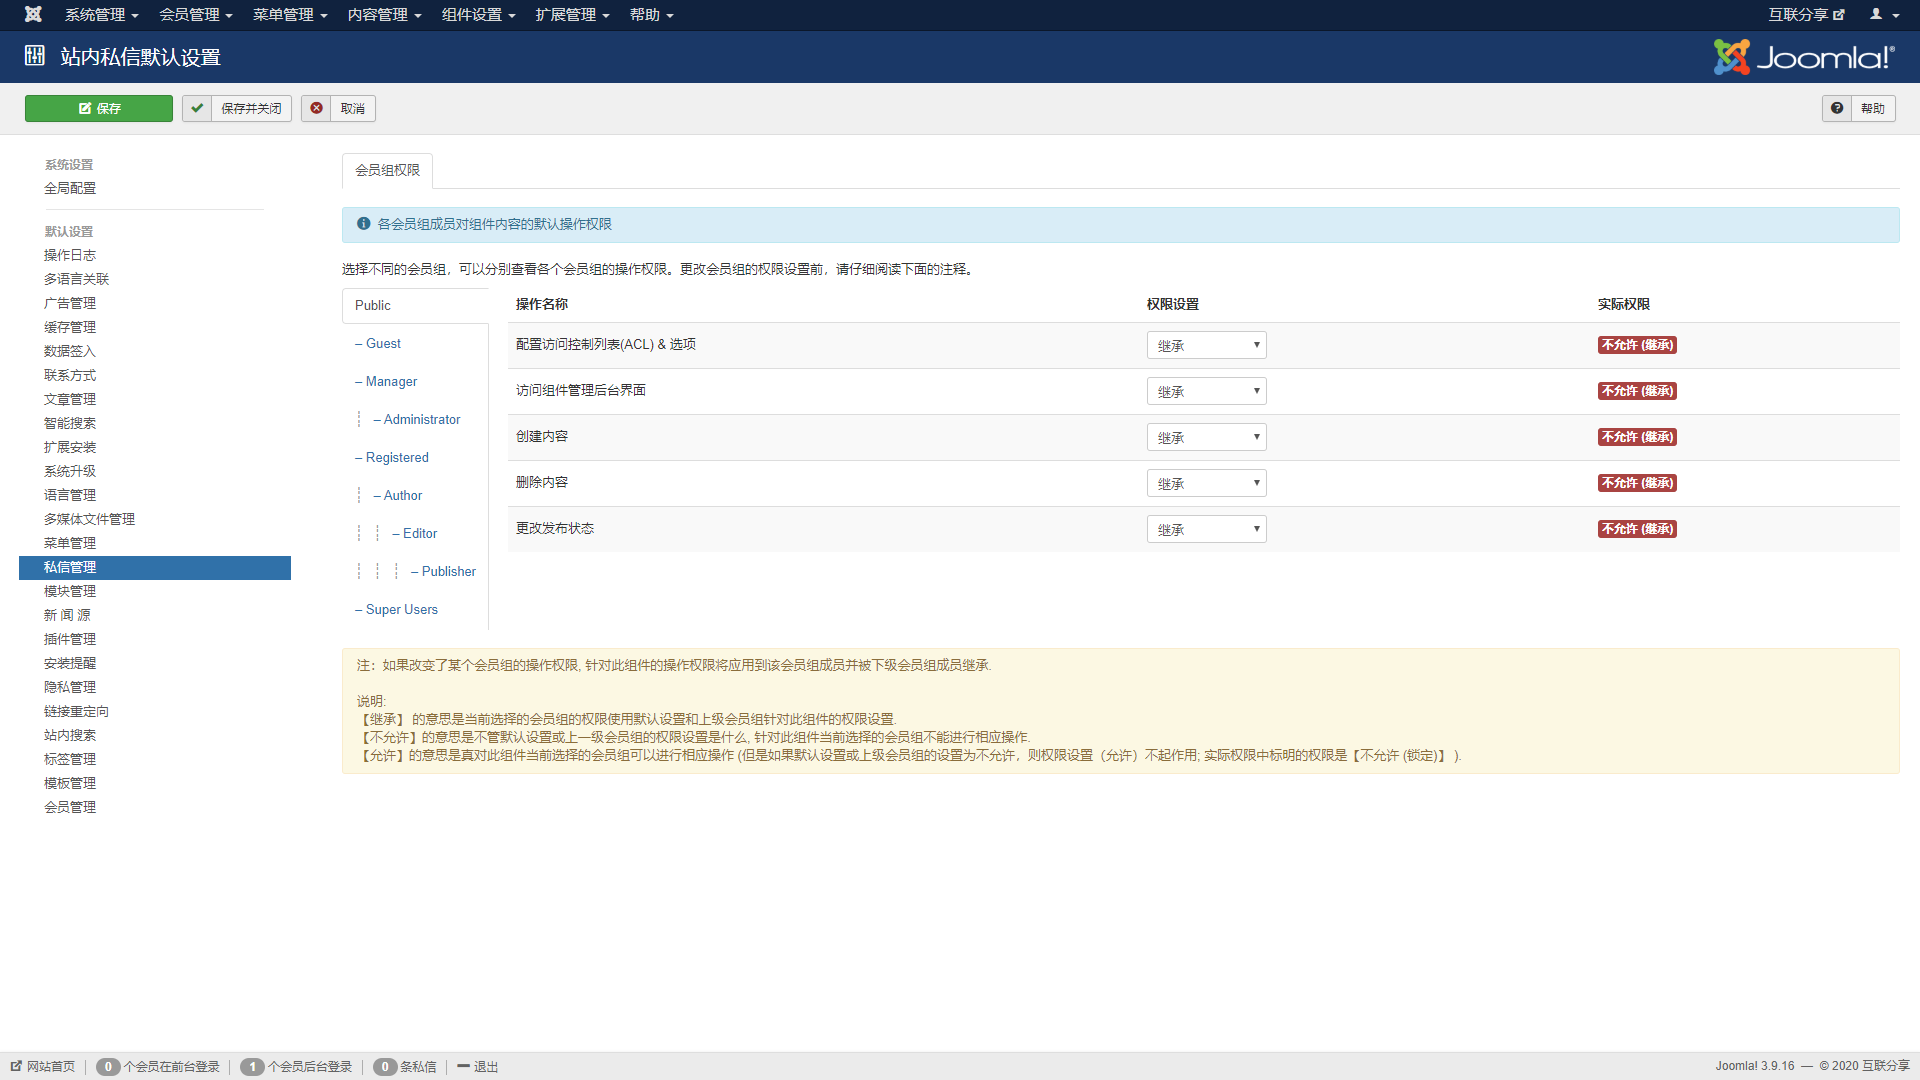 系统管理 会员管理 菜单管理 内容管理 组件设置 扩展管理 帮助 互联分享
站内私信默认设置 Joomla!®
保存 保存并关闭 取消 帮助
系统设置
全局配置
默认设置
操作日志
多语言关联
广告管理
缓存管理
数据签入
联系方式
文章管理
智能搜索
扩展安装
系统升级
语言管理
多媒体文件管理
菜单管理
私信管理
模块管理
新 闻 源
插件管理
安装提醒
隐私管理
链接重定向
站内搜索
标签管理
模板管理
会员管理
会员组权限
各会员组成员对组件内容的默认操作权限
选择不同的会员组，可以分别查看各个会员组的操作权限。更改会员组的权限设置前，请仔细阅读下面的注释。
Public
– Guest
– Manager
– Administrator
– Registered
– Author
– Editor
– Publisher
– Super Users
操作名称 权限设置 实际权限
配置访问控制列表(ACL) & 选项 继承 不允许 (继承)
访问组件管理后台界面 继承 不允许 (继承)
创建内容 继承 不允许 (继承)
删除内容 继承 不允许 (继承)
更改发布状态 继承 不允许 (继承)
注：如果改变了某个会员组的操作权限, 针对此组件的操作权限将应用到该会员组成员并被下级会员组成员继承.
说明:
【继承】 的意思是当前选择的会员组的权限使用默认设置和上级会员组针对此组件的权限设置.
【不允许】的意思是不管默认设置或上一级会员组的权限设置是什么, 针对此组件当前选择的会员组不能进行相应操作.
【允许】的意思是真对此组件当前选择的会员组可以进行相应操作 (但是如果默认设置或上级会员组的设置为不允许，则权限设置（允许）不起作用; 实际权限中标明的权限是【不允许 (锁定)】 ).
网站首页 0 个会员在前台登录 1 个会员后台登录 0 条私信 退出 Joomla! 3.9.16 — © 2020 互联分享